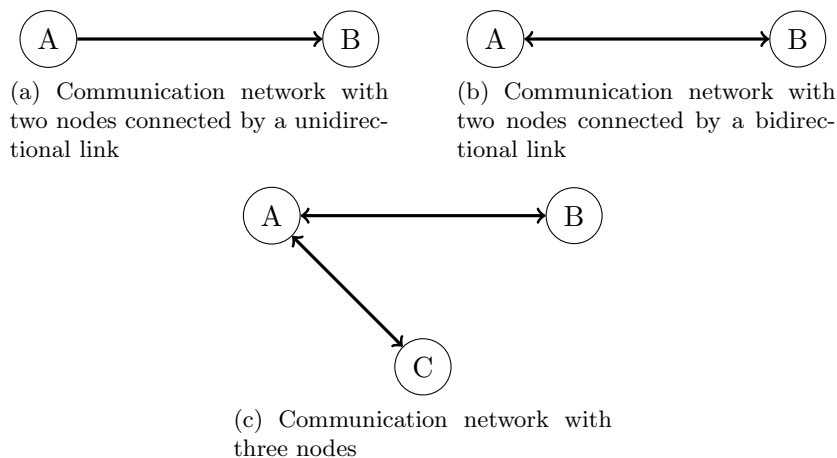 A
B
(a) Communication network with
two nodes connected by a unidirec-
tional link
A
B
(b) Communication network with
two nodes connected by a bidirec-
tional link
A
B
C
(c) Communication network with
three nodes